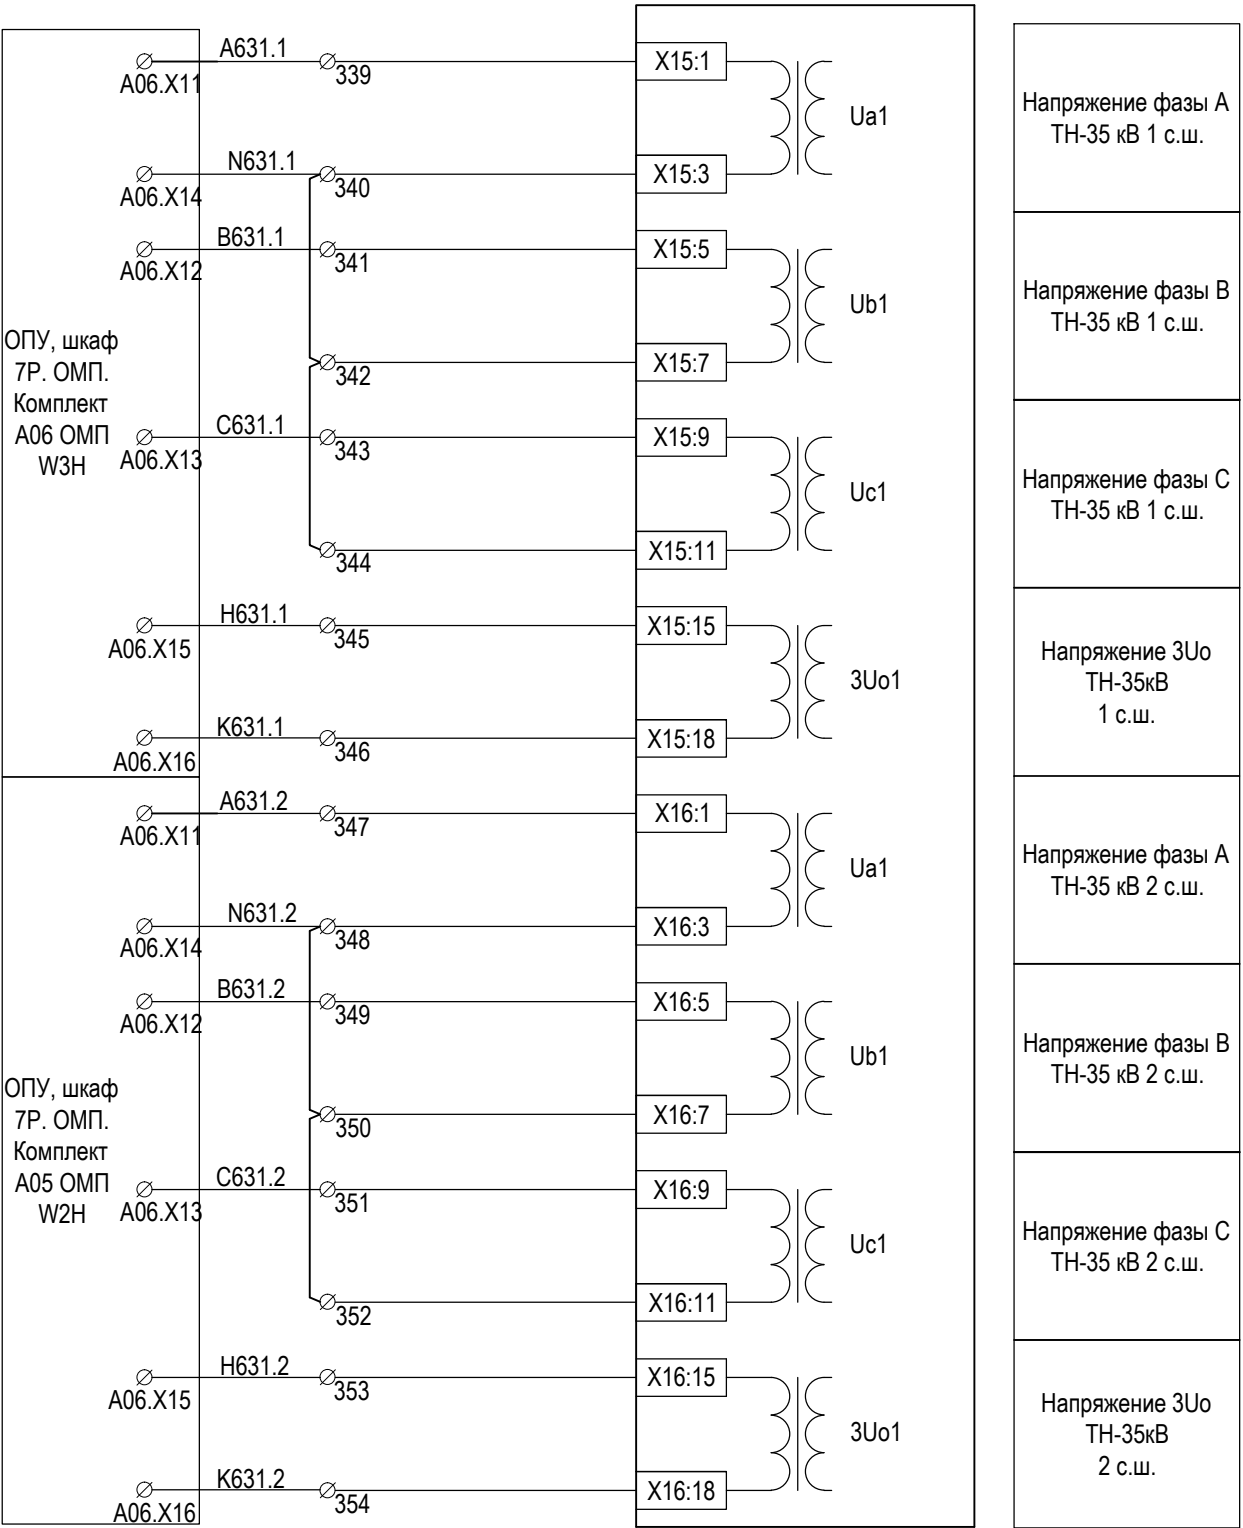 A631.1
A06.X11
339
X15:1
Ua1
Напряжение фазы А
ТН-35 кВ 1 с.ш.
N631.1
A06.X14
340
X15:3
B631.1
A06.X12
341
X15:5
Ub1
Напряжение фазы В
ТН-35 кВ 1 с.ш.
ОПУ, шкаф
7Р. ОМП.
Комплект
А06 ОМП
W3H
342
X15:7
C631.1
A06.X13
343
X15:9
Uc1
Напряжение фазы С
ТН-35 кВ 1 с.ш.
344
X15:11
H631.1
A06.X15
345
X15:15
3Uo1
Напряжение 3Uo
ТН-35кВ
1 с.ш.
K631.1
A06.X16
346
X15:18
A631.2
A06.X11
347
X16:1
Ua1
Напряжение фазы А
ТН-35 кВ 2 с.ш.
N631.2
A06.X14
348
X16:3
B631.2
A06.X12
349
X16:5
Ub1
Напряжение фазы В
ТН-35 кВ 2 с.ш.
ОПУ, шкаф
7Р. ОМП.
Комплект
А05 ОМП
W2H
350
X16:7
C631.2
A06.X13
351
X16:9
Uc1
Напряжение фазы С
ТН-35 кВ 2 с.ш.
352
X16:11
H631.2
A06.X15
353
X16:15
3Uo1
Напряжение 3Uo
ТН-35кВ
2 с.ш.
K631.2
A06.X16
354
X16:18